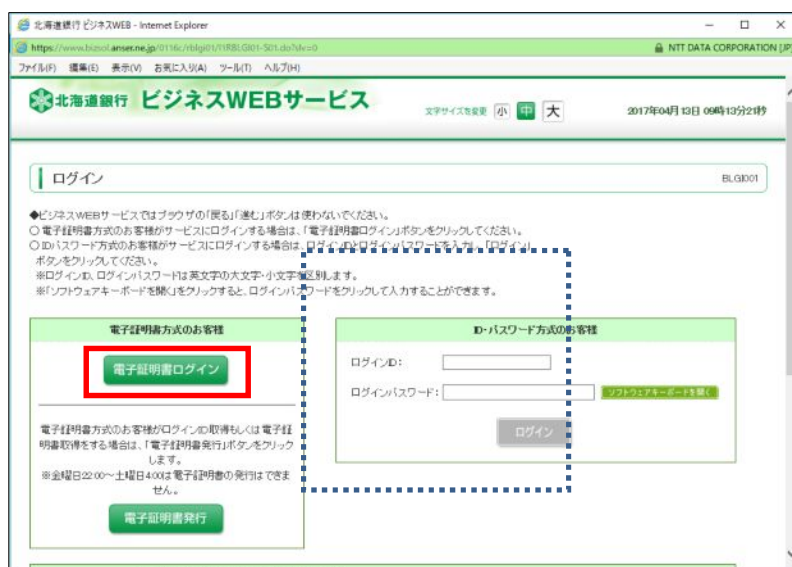 北海道銀行 ビジネスWEB - Internet Explorer
https://www.bizsol.anser.ne.jp/0116c/rblgi01/I1RBLGI01-S01.do?slv=0
NTT DATA CORPORATION [JP
ファイル(F) 編集(E) 表示(V) お気に入り(A) ツール(T) ヘルプ(H)
北海道銀行 ビジネスWEBサービス
文字サイズを変更 小 中 大
2017年04月13日 09時13分21秒
ログイン
BLGI001
◆ビジネスWEBサービスではブラウザの「戻る」「進む」ボタンは使わないでください。
○電子証明書方式のお客様がサービスにログインする場合は、「電子証明書ログイン」ボタンをクリックしてください。
○ID・パスワード方式のお客様がサービスにログインする場合は、ログインIDとログインパスワードを入力し、「ログイン」
ボタンをクリックしてください。
※ログインID、ログインパスワードは英文字の大文字・小文字を区別します。
※「ソフトウェアキーボードを開く」をクリックすると、ログインパスワードをクリックして入力することができます。
電子証明書方式のお客様
電子証明書ログイン
電子証明書方式のお客様がログインID取得もしくは電子証
明書取得をする場合は、「電子証明書発行」ボタンをクリック
します。
※金曜日22:00～土曜日4:00は電子証明書の発行はできま
せん。
電子証明書発行
ID・パスワード方式のお客様
ログインID：
ログインパスワード：
ソフトウェアキーボードを開く
ログイン